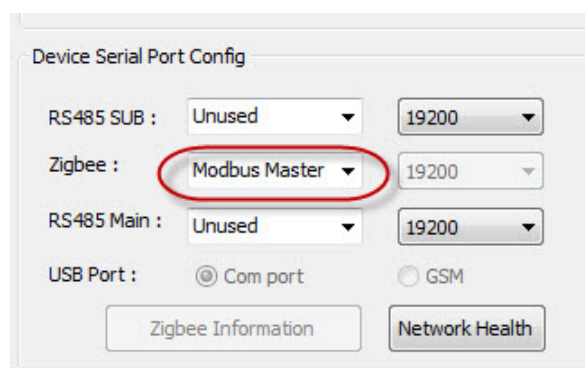 Device Serial Port Config
RS485 SUB : Unused 19200
Zigbee : Modbus Master 19200
RS485 Main : Unused 19200
USB Port : Com port GSM
Zigbee Information Network Health